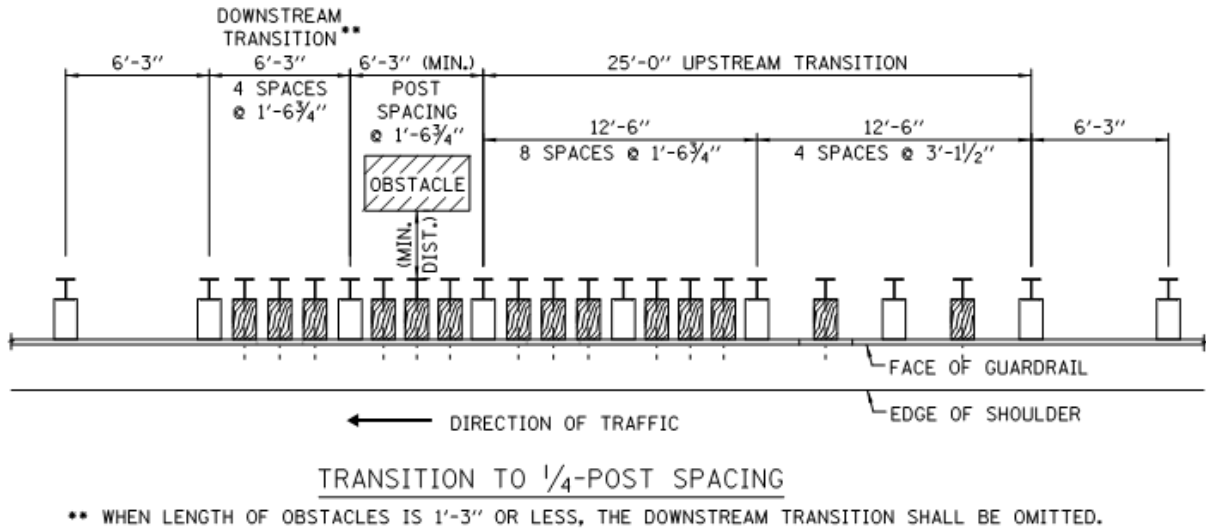 DOWNSTREAM
TRANSITION**
6'-3" 6'-3" 6'-3" (MIN.) 25'-0" UPSTREAM TRANSITION
4 SPACES
@ 1'-6¾"
POST
SPACING
@ 1'-6¾"
12'-6" 12'-6" 6'-3"
8 SPACES @ 1'-6¾" 4 SPACES @ 3'-1½"
OBSTACLE
(MIN.
DIST.)
FACE OF GUARDRAIL
EDGE OF SHOULDER
DIRECTION OF TRAFFIC
TRANSITION TO ¼-POST SPACING
** WHEN LENGTH OF OBSTACLES IS 1'-3" OR LESS, THE DOWNSTREAM TRANSITION SHALL BE OMITTED.